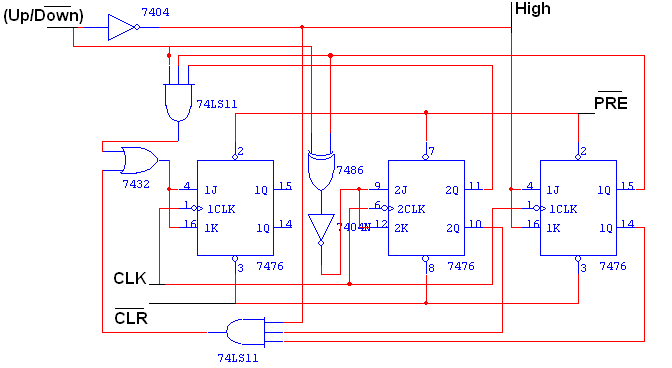 (Up/Down)
7404
High
74LS11
PRE
2
7
2
7432
7486
4 1J 1Q 15
9 2J 2Q 11
4 1J 1Q 15
1 1CLK
6 2CLK
1 1CLK
16 1K 1Q 14
7404N
12 2K 2Q 10
16 1K 1Q 14
3 7476
8 7476
3 7476
CLK
CLR
74LS11